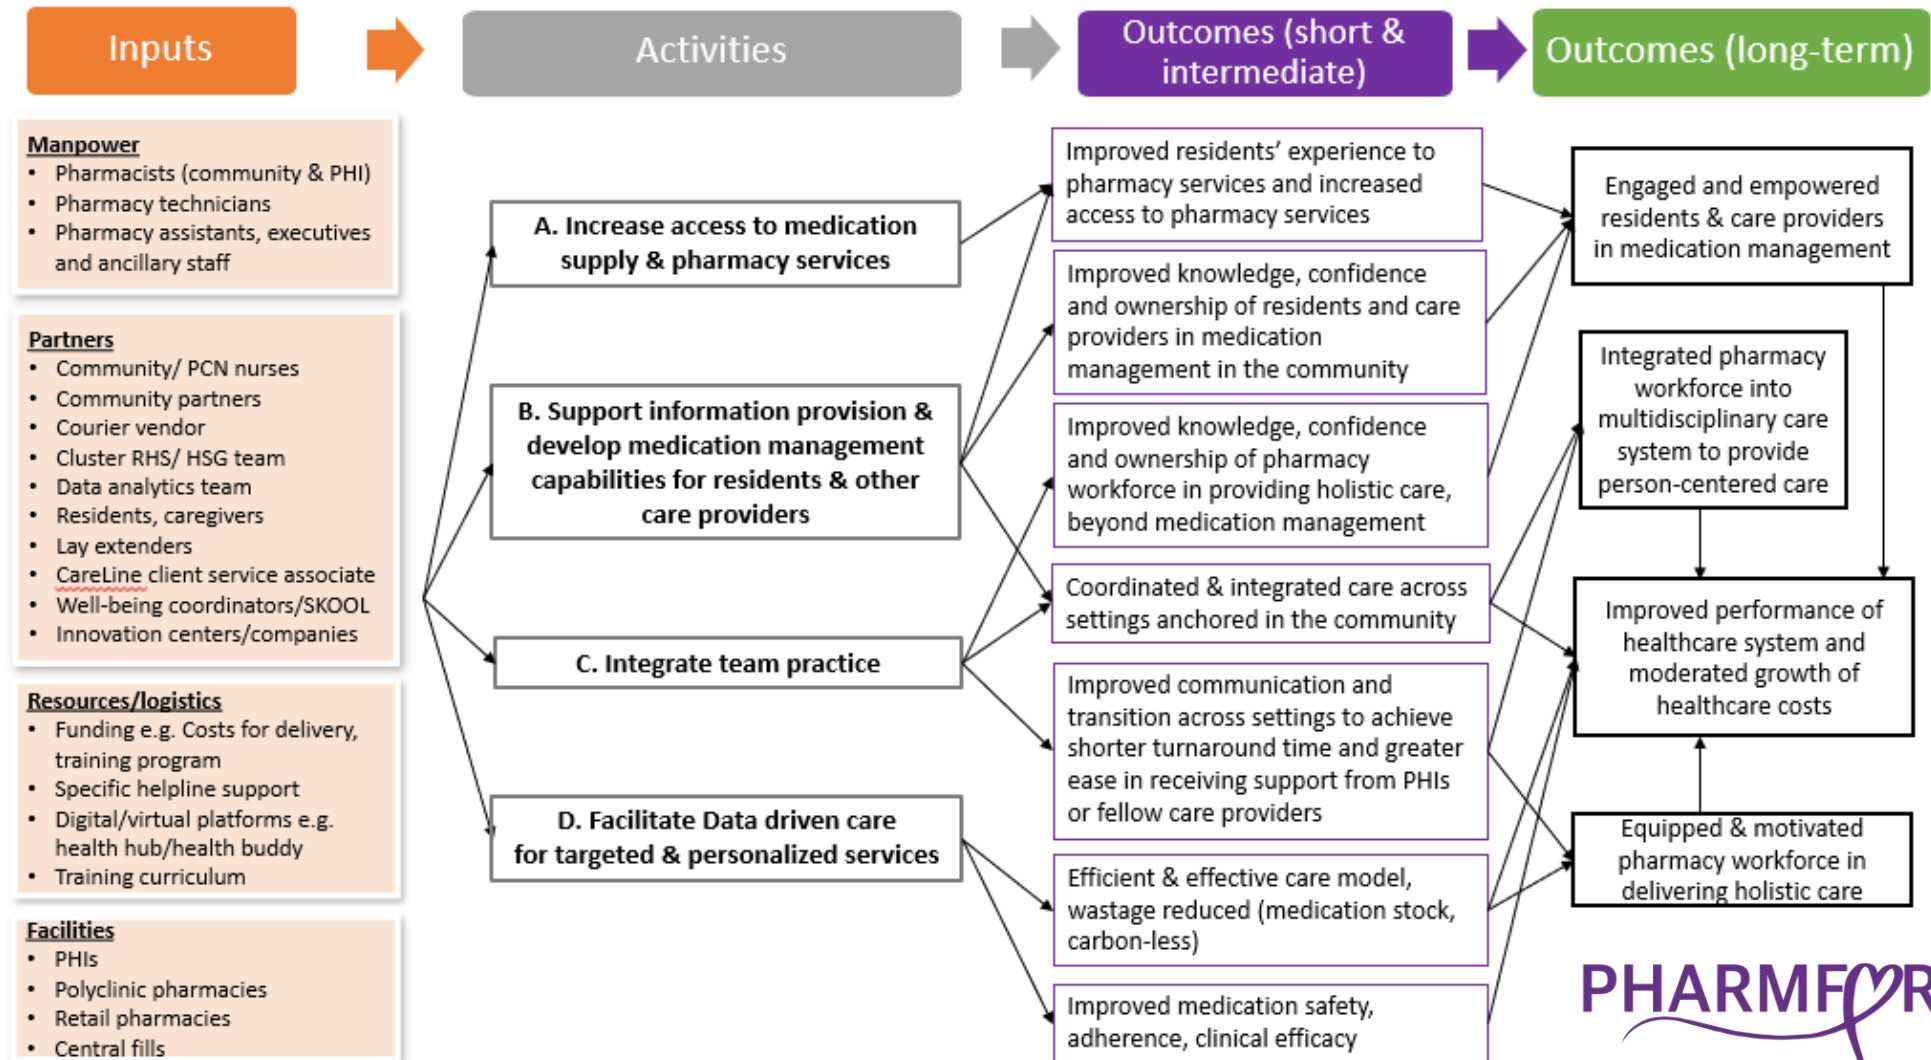 Inputs
Activities
Outcomes (short &
intermediate)
Outcomes (long-term)
Manpower
• Pharmacists (community & PHI)
• Pharmacy technicians
• Pharmacy assistants, executives
and ancillary staff
Partners
• Community/ PCN nurses
• Community partners
• Courier vendor
• Cluster RHS/ HSG team
• Data analytics team
• Residents, caregivers
• Lay extenders
• CareLine client service associate
• Well-being coordinators/SKOOL
• Innovation centers/companies
Resources/logistics
• Funding e.g. Costs for delivery,
training program
• Specific helpline support
• Digital/virtual platforms e.g.
health hub/health buddy
• Training curriculum
Facilities
• PHIs
• Polyclinic pharmacies
• Retail pharmacies
• Central fills
A. Increase access to medication
supply & pharmacy services
B. Support information provision &
develop medication management
capabilities for residents & other
care providers
C. Integrate team practice
D. Facilitate Data driven care
for targeted & personalized services
Improved residents’ experience to
pharmacy services and increased
access to pharmacy services
Improved knowledge, confidence
and ownership of residents and care
providers in medication
management in the community
Improved knowledge, confidence
and ownership of pharmacy
workforce in providing holistic care,
beyond medication management
Coordinated & integrated care across
settings anchored in the community
Improved communication and
transition across settings to achieve
shorter turnaround time and greater
ease in receiving support from PHIs
or fellow care providers
Efficient & effective care model,
wastage reduced (medication stock,
carbon-less)
Improved medication safety,
adherence, clinical efficacy
Engaged and empowered
residents & care providers
in medication management
Integrated pharmacy
workforce into
multidisciplinary care
system to provide
person-centered care
Improved performance of
healthcare system and
moderated growth of
healthcare costs
Equipped & motivated
pharmacy workforce in
delivering holistic care
PHARMFOR